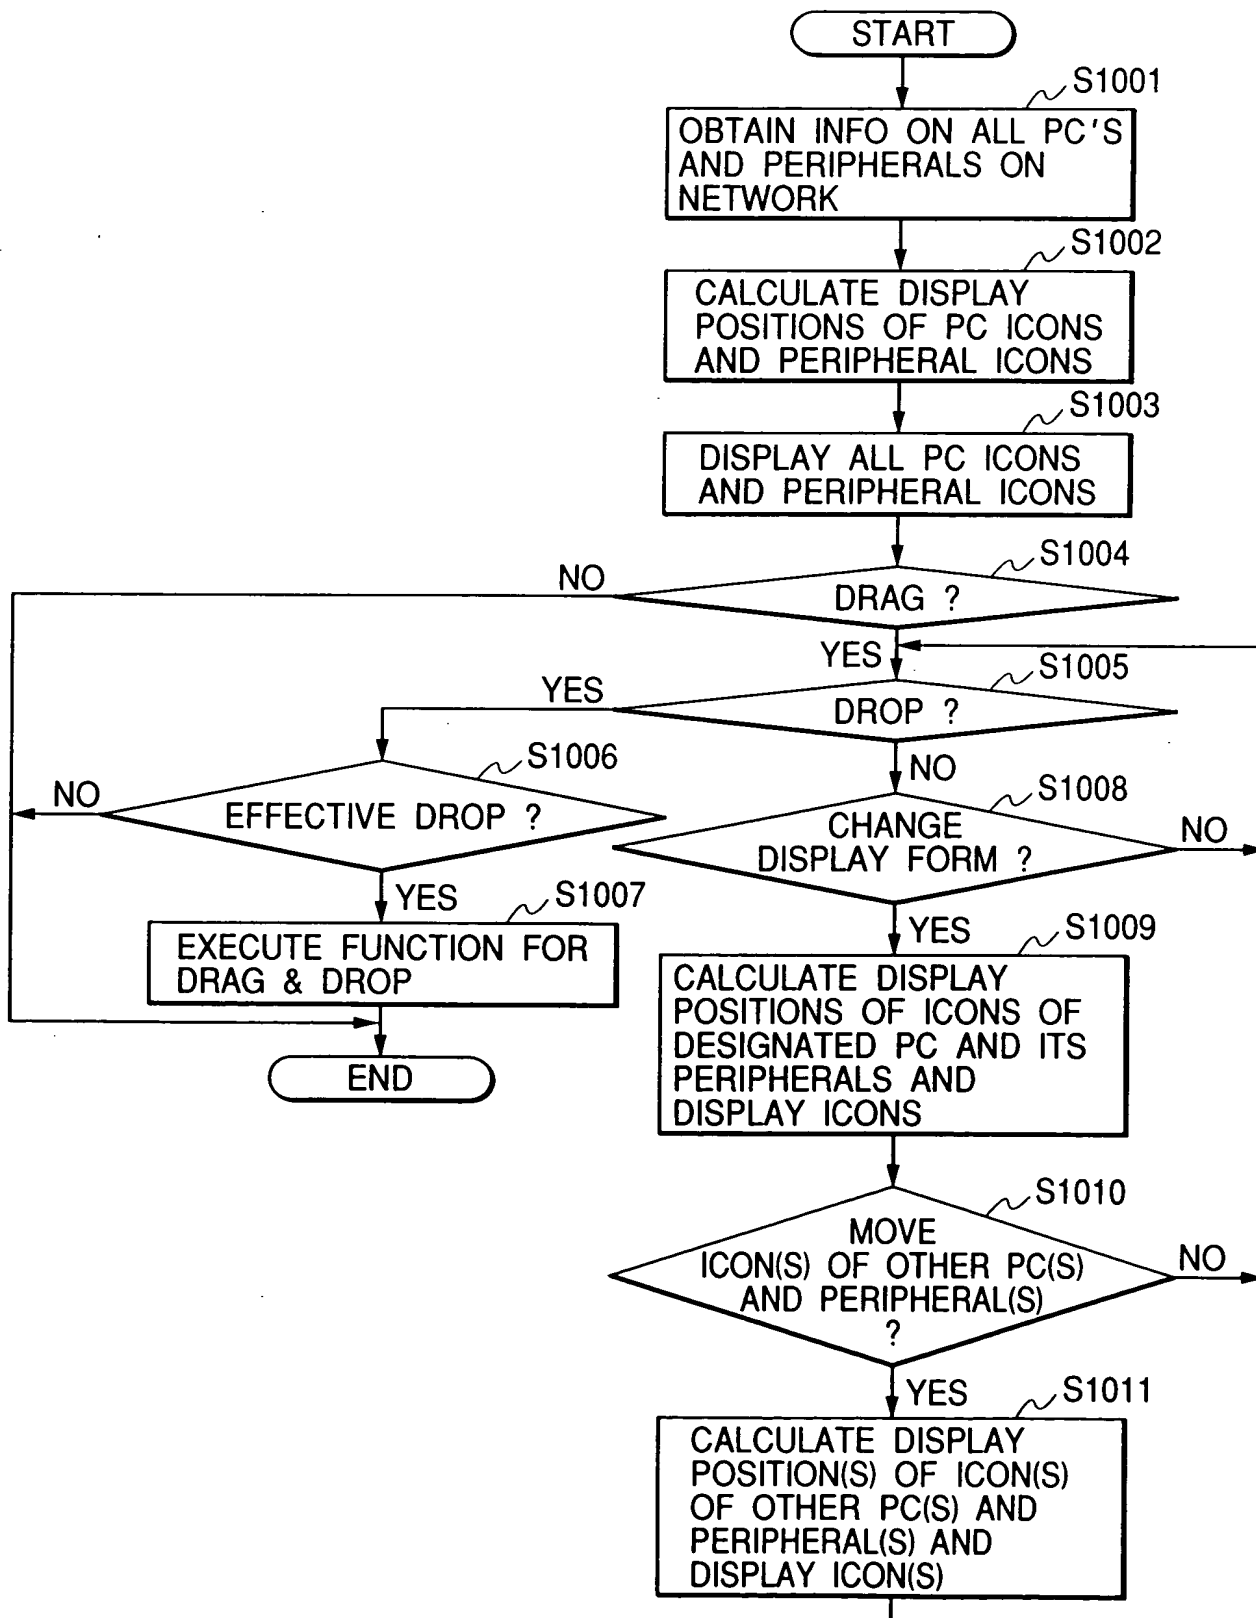 START
S1001
OBTAIN INFO ON ALL PC'S
AND PERIPHERALS ON
NETWORK
S1002
CALCULATE DISPLAY
POSITIONS OF PC ICONS
AND PERIPHERAL ICONS
S1003
DISPLAY ALL PC ICONS
AND PERIPHERAL ICONS
S1004
NO
DRAG ?
YES
S1005
YES
DROP ?
NO
S1006
NO
EFFECTIVE DROP ?
YES
S1007
EXECUTE FUNCTION FOR
DRAG & DROP
END
S1008
CHANGE
DISPLAY FORM ?
NO
YES
S1009
CALCULATE DISPLAY
POSITIONS OF ICONS OF
DESIGNATED PC AND ITS
PERIPHERALS AND
DISPLAY ICONS
S1010
MOVE
ICON(S) OF OTHER PC(S)
AND PERIPHERAL(S)
?
NO
YES
S1011
CALCULATE DISPLAY
POSITION(S) OF ICON(S)
OF OTHER PC(S) AND
PERIPHERAL(S) AND
DISPLAY ICON(S)